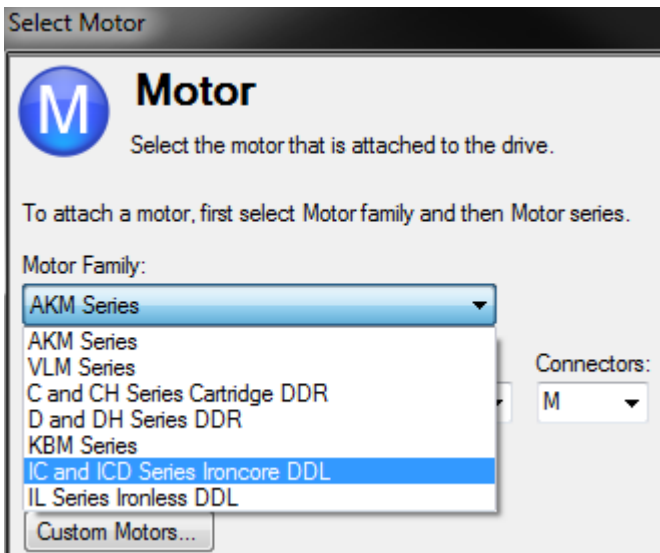 Select Motor
M
Motor
Select the motor that is attached to the drive.
To attach a motor, first select Motor family and then Motor series.
Motor Family:
AKM Series
AKM Series
VLM Series
C and CH Series Cartridge DDR
D and DH Series DDR
KBM Series
IC and ICD Series Ironcore DDL
IL Series Ironless DDL
Connectors:
M
Custom Motors...